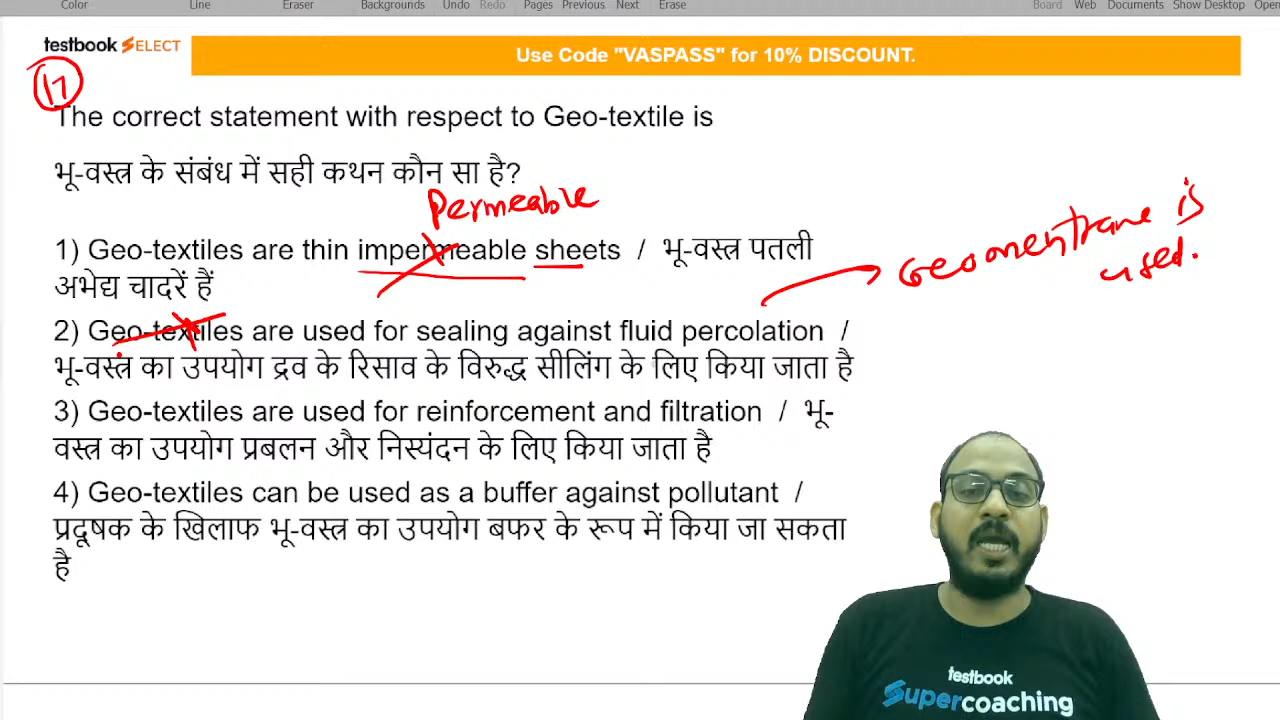 Color Line Eraser Backgrounds Undo Redo Pages Previous Next Erase Board Web Documents Show Desktop Open
testbook SELECT
Use Code "VASPASS" for 10% DISCOUNT.
17
The correct statement with respect to Geo-textile is
भू-वस्त्र के संबंध में सही कथन कौन सा है?
Permeable
1) Geo-textiles are thin impermeable sheets / भू-वस्त्र पतली
अभेद्य चादरें हैं
Geomentrane is
used.
2) Geo-textiles are used for sealing against fluid percolation /
भू-वस्त्र का उपयोग द्रव के रिसाव के विरुद्ध सीलिंग के लिए किया जाता है
3) Geo-textiles are used for reinforcement and filtration / भू-
वस्त्र का उपयोग प्रबलन और निस्यंदन के लिए किया जाता है
4) Geo-textiles can be used as a buffer against pollutant /
प्रदूषक के खिलाफ भू-वस्त्र का उपयोग बफर के रूप में किया जा सकता
है
testbook
Supercoaching